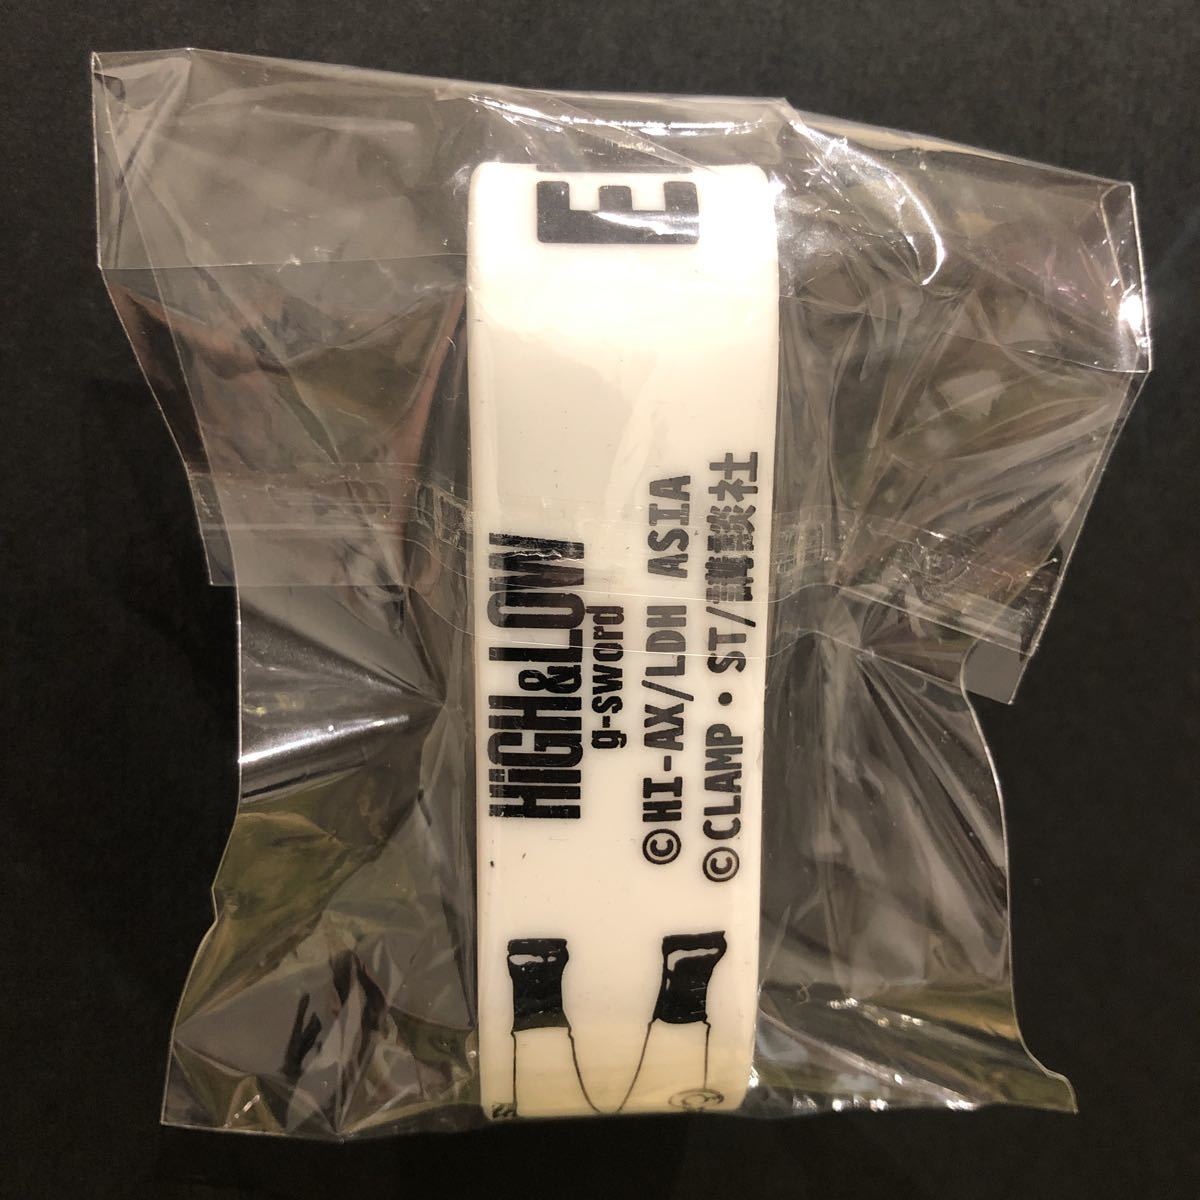 E
HiGH&LOW
g-sword
©HI-AX/LDH ASIA
©CLAMP・ST/講談社